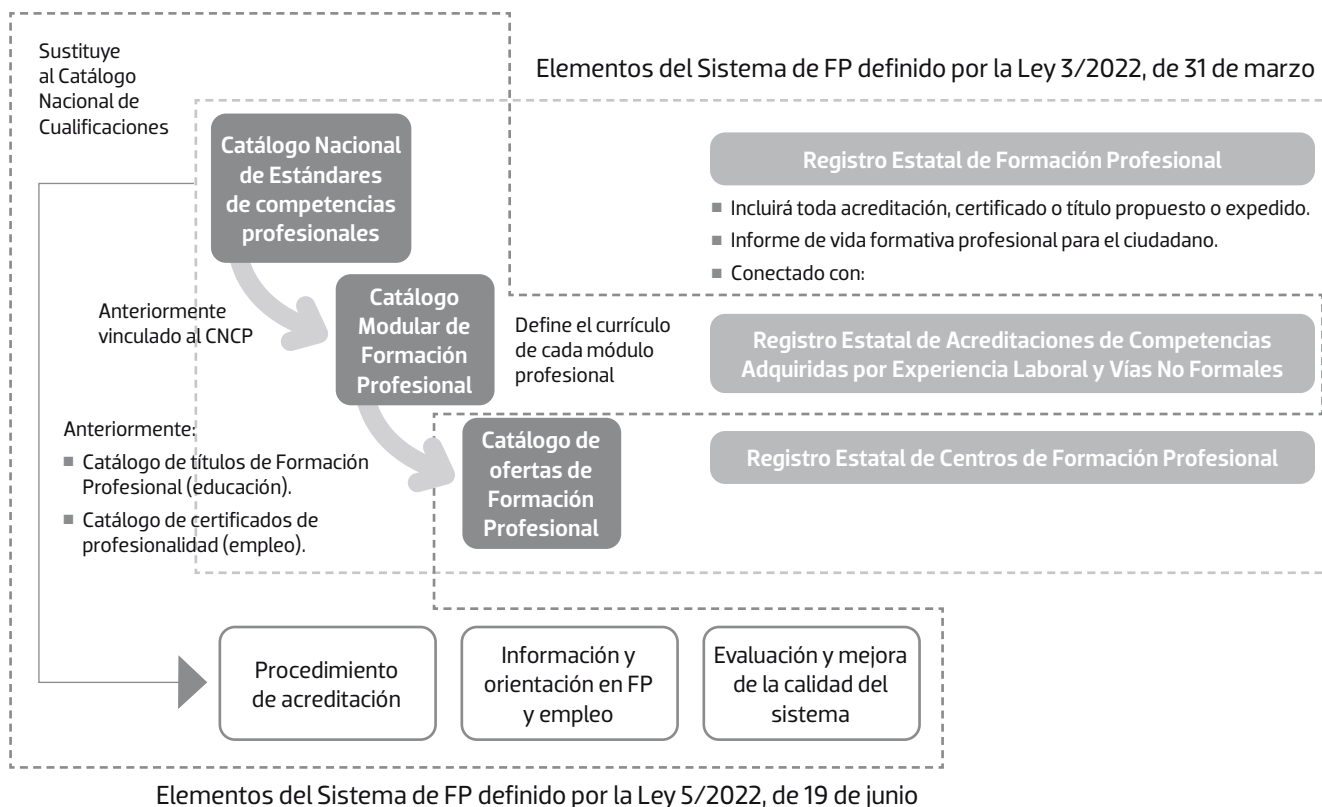 Sustituye
al Catálogo
Nacional de
Cualificaciones
Elementos del Sistema de FP definido por la Ley 3/2022, de 31 de marzo
Catálogo Nacional
de Estándares
de competencias
profesionales
Registro Estatal de Formación Profesional
■ Incluirá toda acreditación, certificado o título propuesto o expedido.
■ Informe de vida formativa profesional para el ciudadano.
■ Conectado con:
Anteriormente
vinculado al CNCP
Catálogo
Modular de
Formación
Profesional
Define el currículo
de cada módulo
profesional
Registro Estatal de Acreditaciones de Competencias
Adquiridas por Experiencia Laboral y Vías No Formales
Anteriormente:
■ Catálogo de títulos de Formación
Profesional (educación).
■ Catálogo de certificados de
profesionalidad (empleo).
Catálogo de
ofertas de
Formación
Profesional
Registro Estatal de Centros de Formación Profesional
Procedimiento
de acreditación
Información y
orientación en FP
y empleo
Evaluación y mejora
de la calidad del
sistema
Elementos del Sistema de FP definido por la Ley 5/2022, de 19 de junio